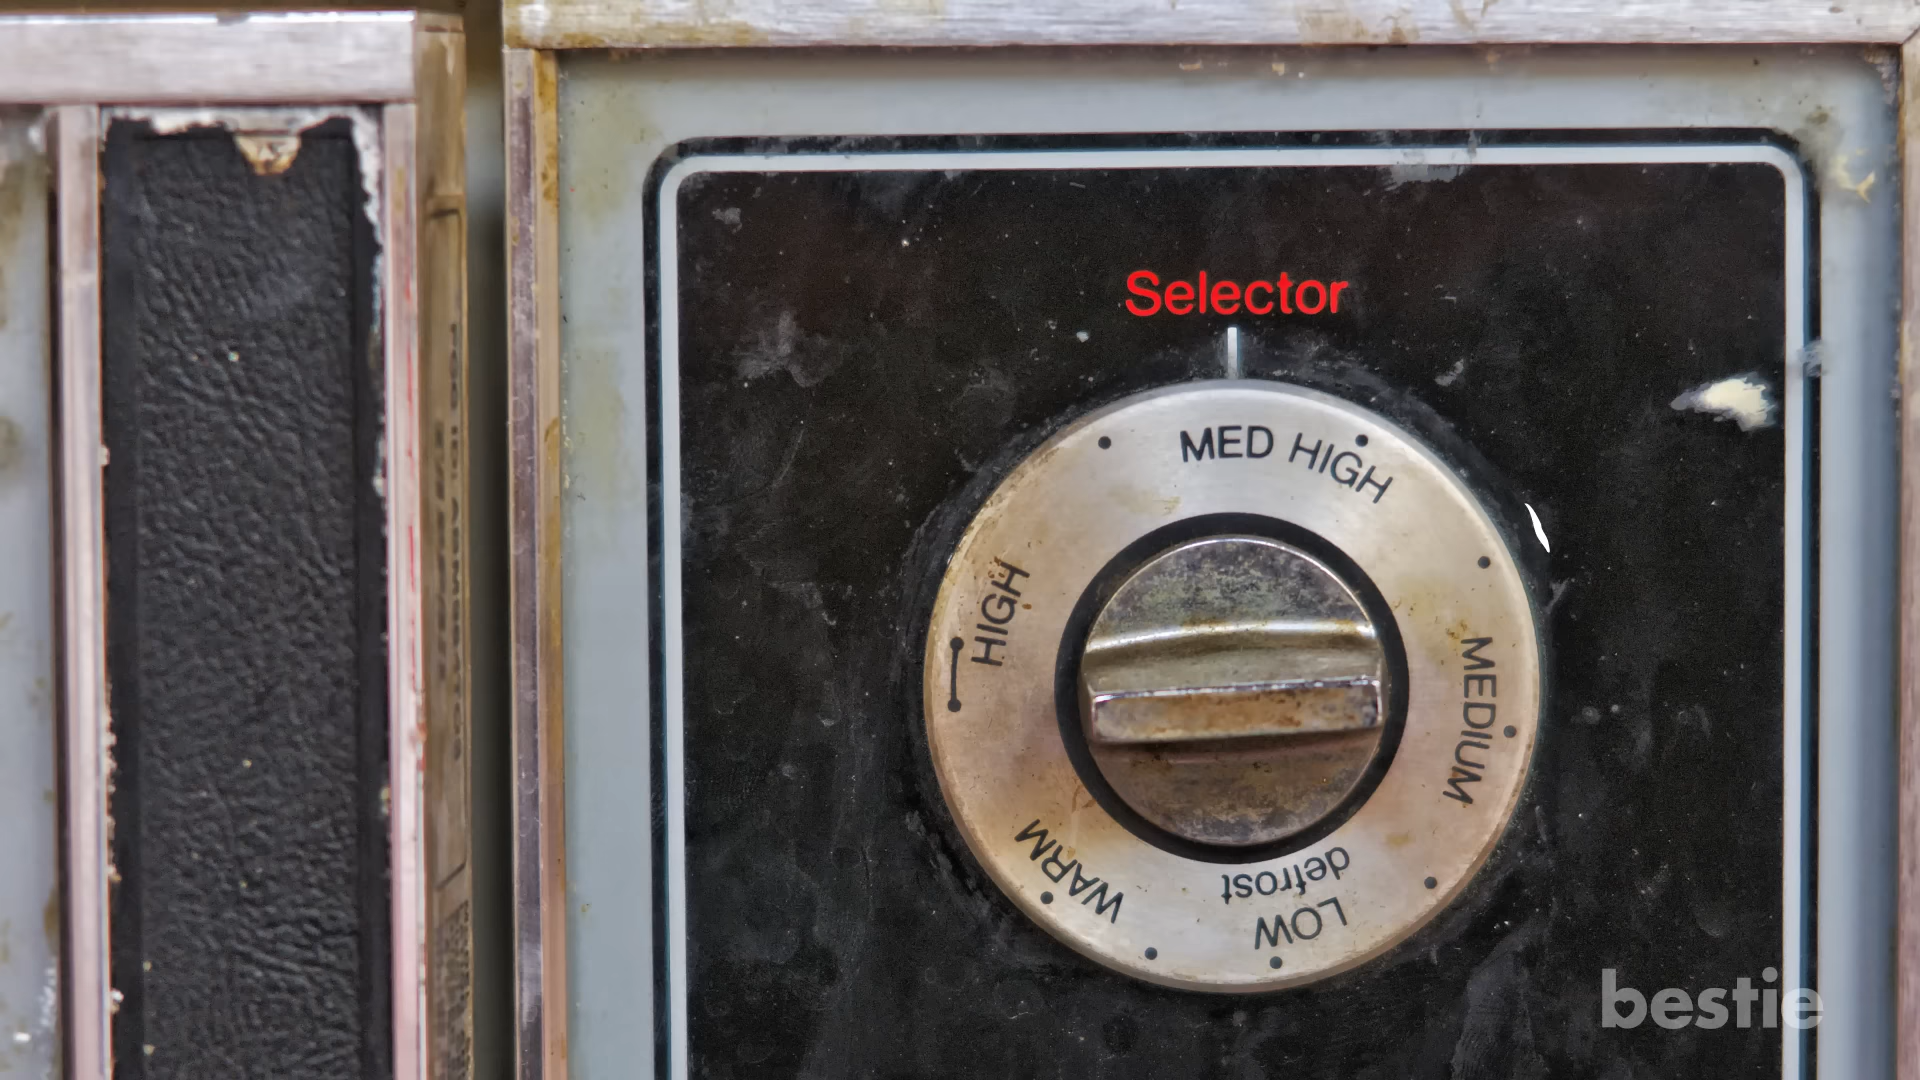 Selector
MED HIGH
HIGH
MEDIUM
WARM
defrost
LOW
bestie